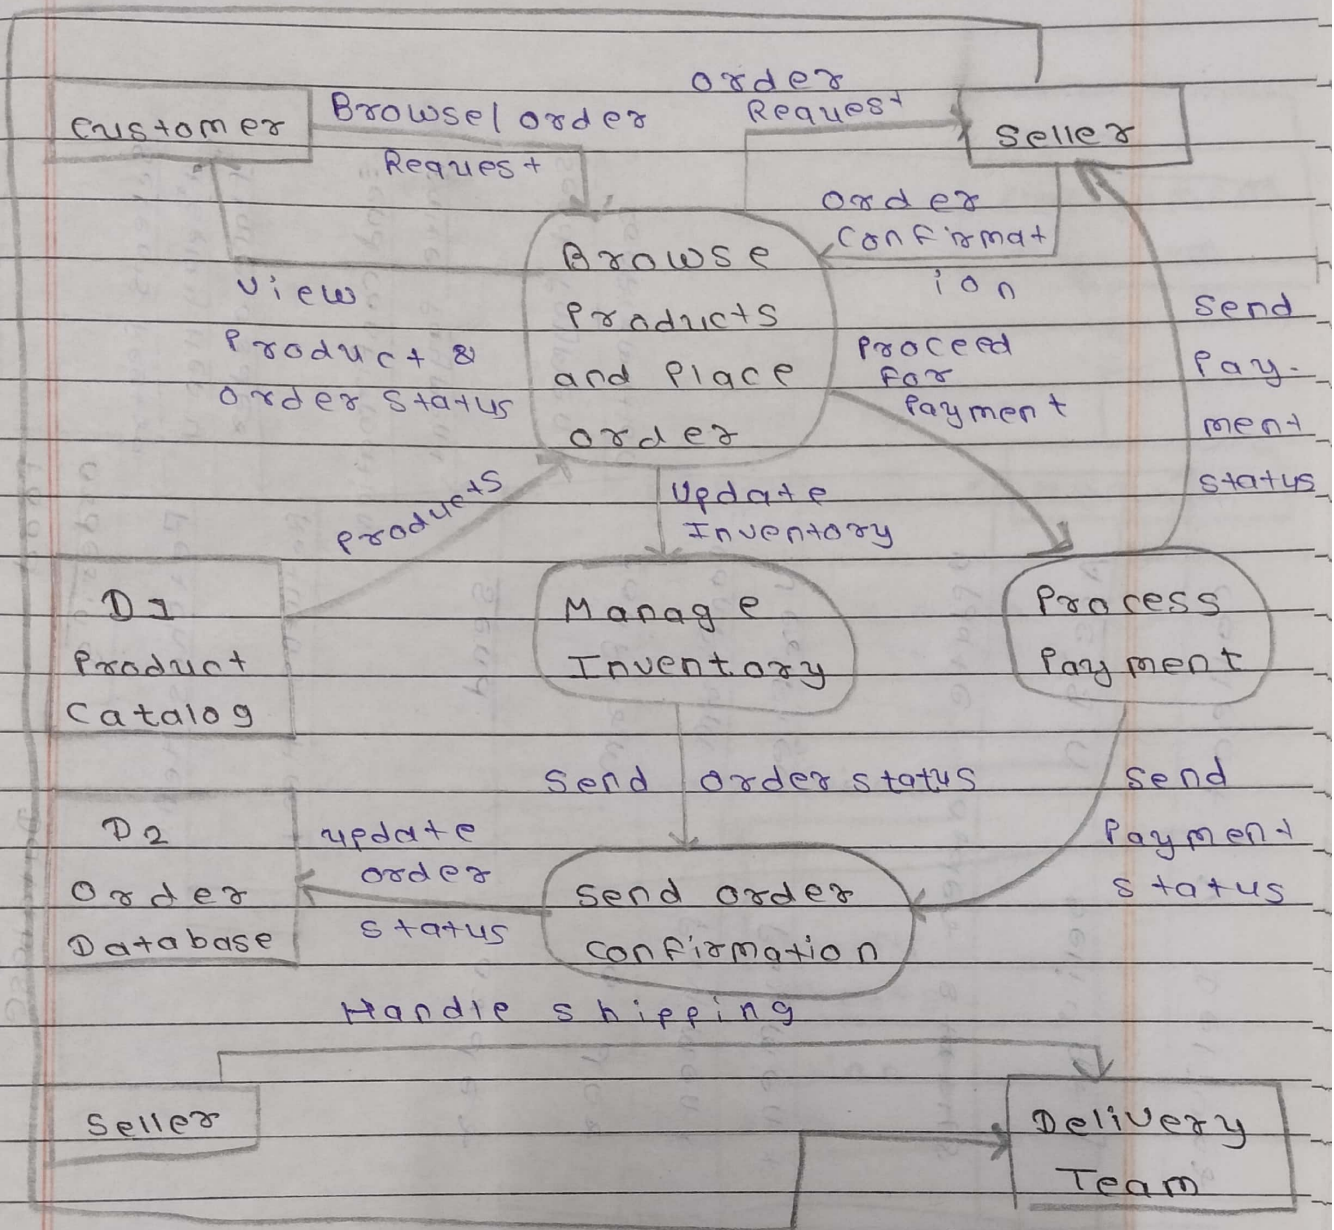 Customer
Browse/order
Request
order
Request
Seller
order
confirmat
ion
Browse
Products
and Place
order
View
Product &
order status
Proceed
For
Payment
Send
Pay-
ment
status
Products
Update
Inventory
D1
Product
Catalog
Manage
Inventory
Process
Payment
Send order status
Send
Payment
status
D2
Order
Database
update
order
status
Send order
confirmation
Handle shipping
Seller
Delivery
Team